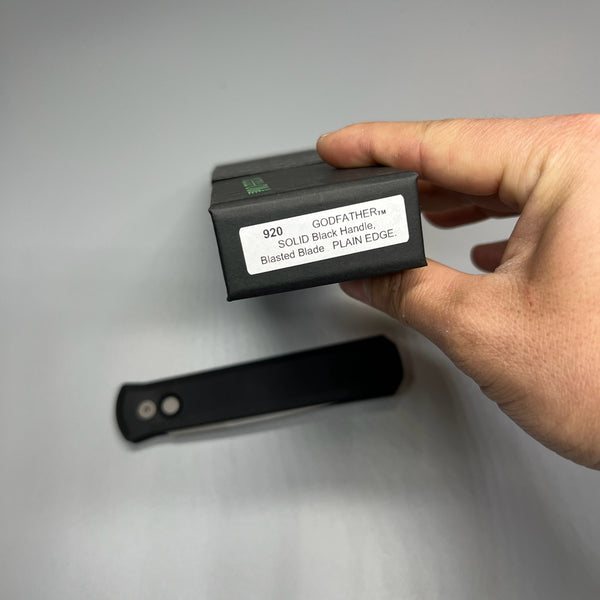 920 GODFATHER™
SOLID Black Handle,
Blasted Blade PLAIN EDGE.